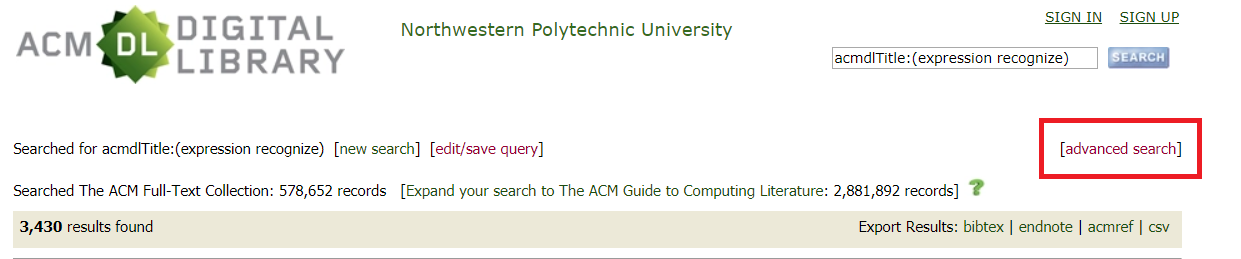 ACM DL DIGITAL LIBRARY
Northwestern Polytechnic University
SIGN IN SIGN UP
acmdlTitle:(expression recognize) SEARCH
Searched for acmdlTitle:(expression recognize) [new search] [edit/save query] [advanced search]
Searched The ACM Full-Text Collection: 578,652 records [Expand your search to The ACM Guide to Computing Literature: 2,881,892 records] ?
3,430 results found Export Results: bibtex | endnote | acmref | csv